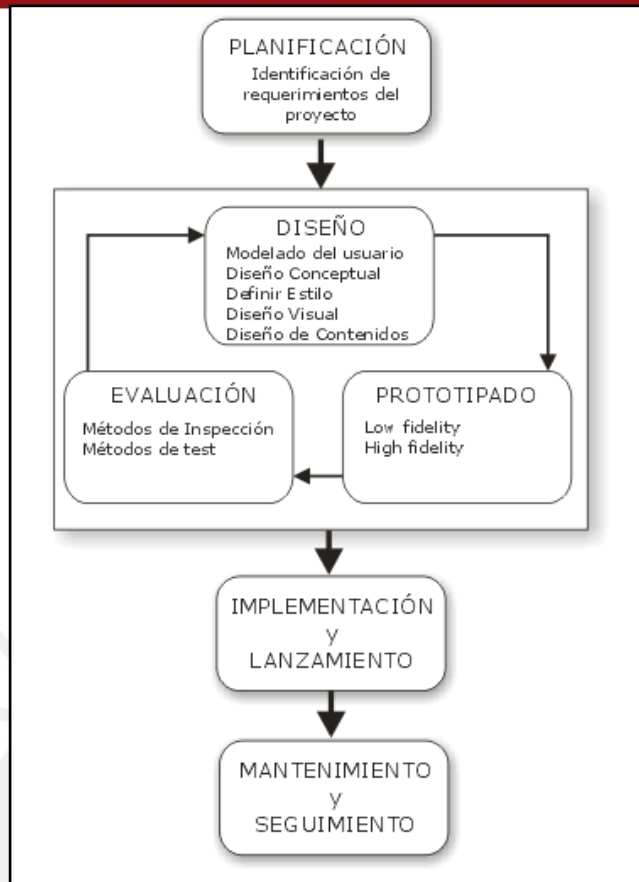 PLANIFICACIÓN
Identificación de
requerimientos del
proyecto
DISEÑO
Modelado del usuario
Diseño Conceptual
Definir Estilo
Diseño Visual
Diseño de Contenidos
EVALUACIÓN
Métodos de Inspección
Métodos de test
PROTOTIPADO
Low fidelity
High fidelity
IMPLEMENTACIÓN
y
LANZAMIENTO
MANTENIMIENTO
y
SEGUIMIENTO